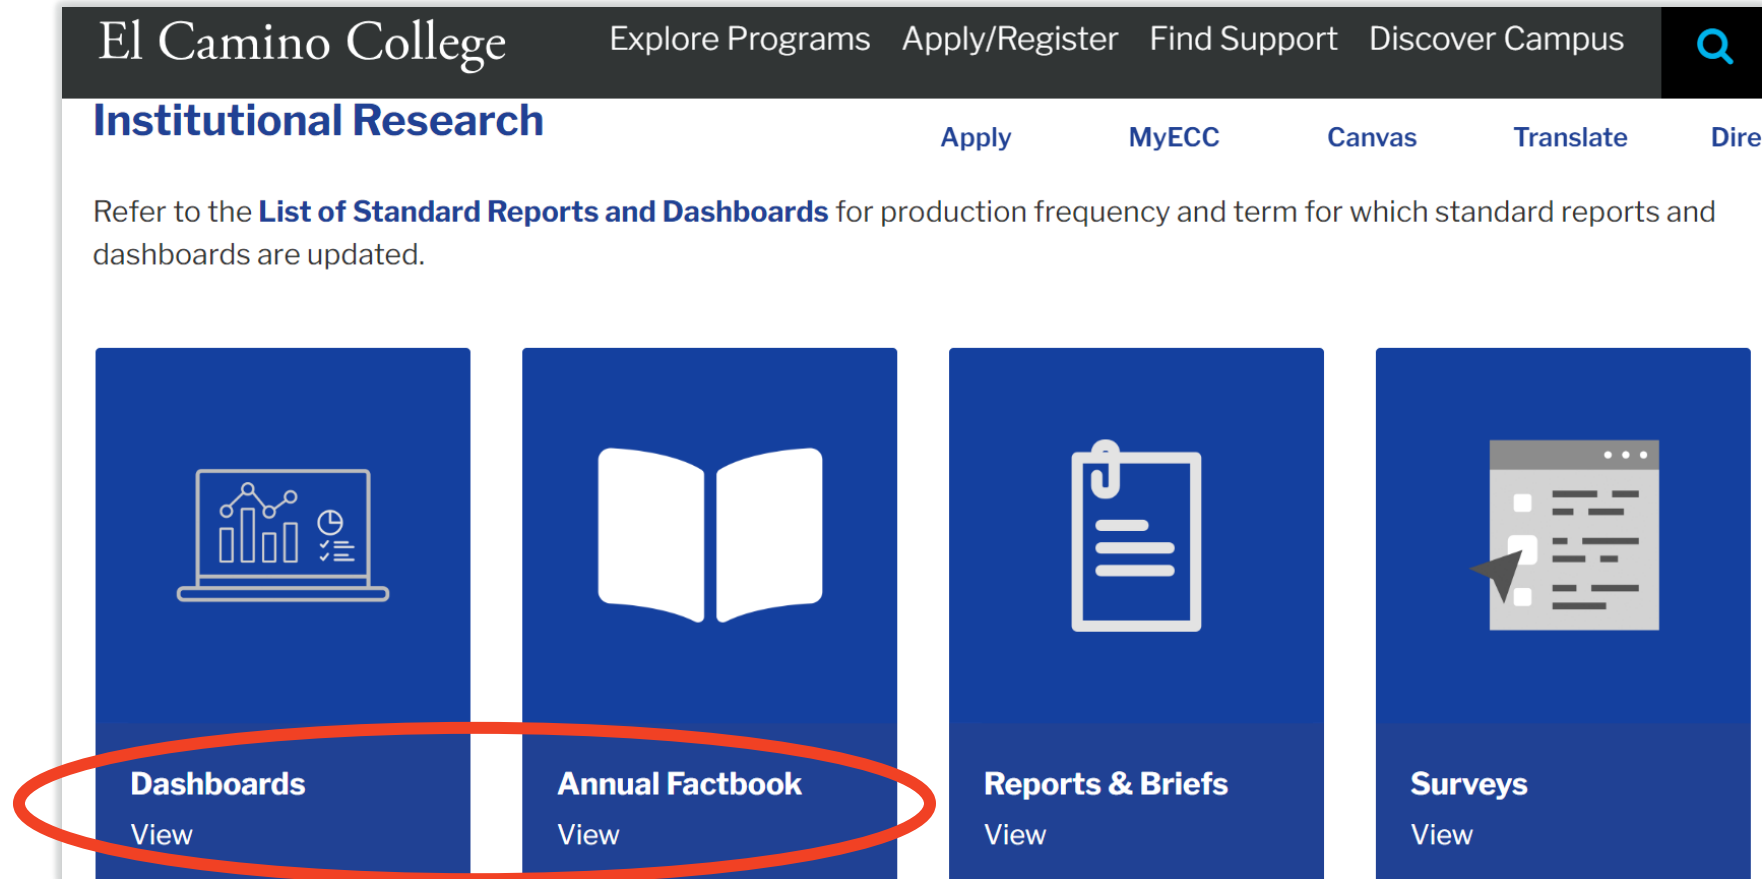 El Camino College
Explore Programs Apply/Register Find Support Discover Campus
Institutional Research
Apply MyECC Canvas Translate Dire
Refer to the List of Standard Reports and Dashboards for production frequency and term for which standard reports and
dashboards are updated.
Dashboards
View
Annual Factbook
View
Reports & Briefs
View
Surveys
View